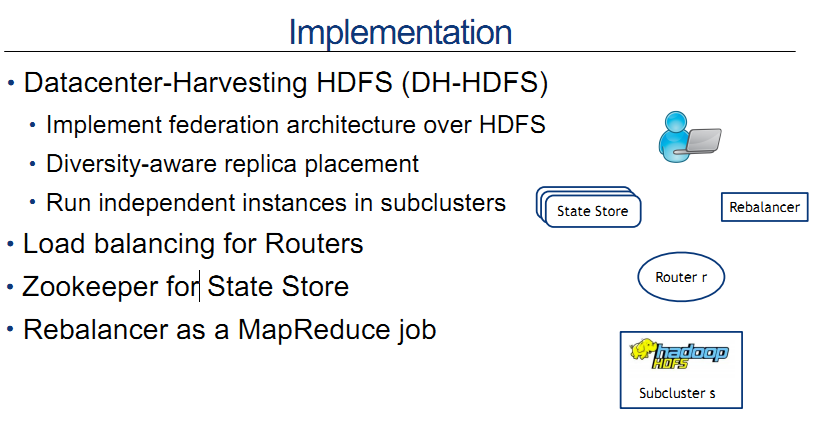 Implementation
• Datacenter-Harvesting HDFS (DH-HDFS)
• Implement federation architecture over HDFS
• Diversity-aware replica placement
• Run independent instances in subclusters
• Load balancing for Routers
• Zookeeper for State Store
• Rebalancer as a MapReduce job
State Store
Rebalancer
Router r
hadoop
HDFS
Subcluster s